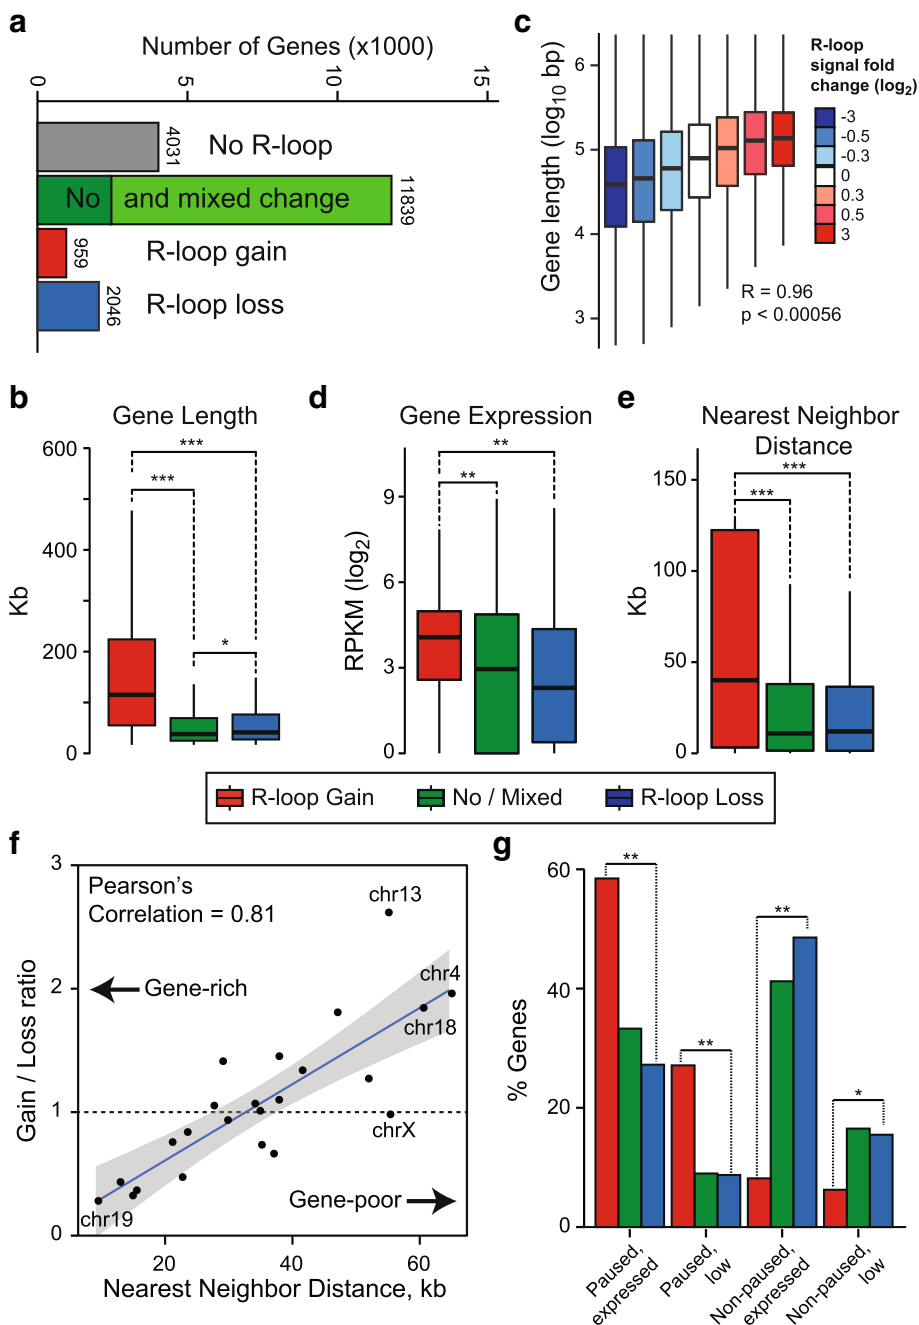 a
Number of Genes (x1000)
0
5
10
15
4031
No R-loop
11839
No and mixed change
959
R-loop gain
2046
R-loop loss
c
Gene length (log10 bp)
6
5
4
3
R = 0.96
p < 0.00056
R-loop
signal fold
change (log2)
-3
-0.5
-0.3
0
0.3
0.5
3
b
Gene Length
Kb
600
400
200
0
***
***
*
d
Gene Expression
RPKM (log2)
9
6
3
0
**
**
e
Nearest Neighbor
Distance
Kb
150
100
50
0
***
***
R-loop Gain
No / Mixed
R-loop Loss
f
Gain / Loss ratio
3
2
1
0
Pearson's
Correlation = 0.81
chr13
chr4
Gene-rich
chr18
chrX
Gene-poor
chr19
20
40
60
Nearest Neighbor Distance, kb
g
% Genes
60
40
20
0
**
**
**
*
Paused,
expressed
Paused,
low
Non-paused,
expressed
Non-paused,
low